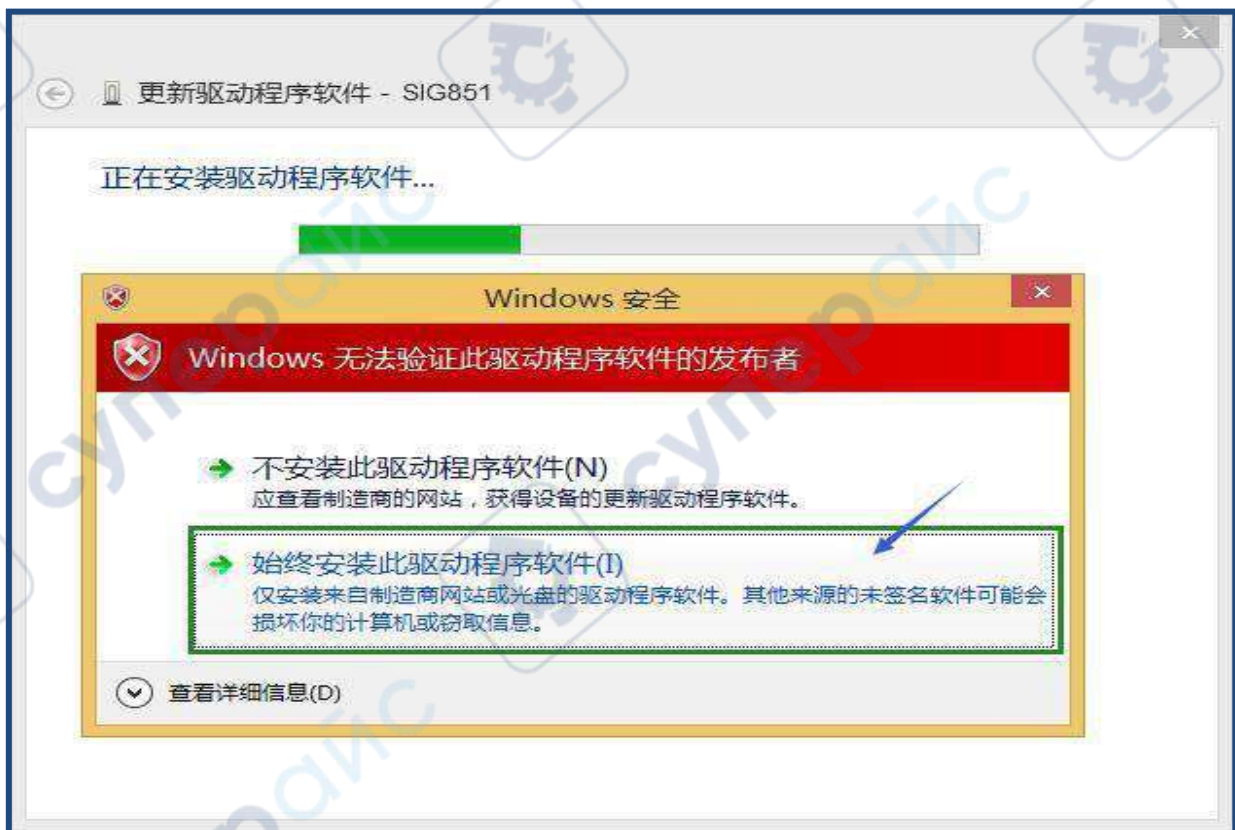 更新驱动程序软件 - SIG851
正在安装驱动程序软件...
Windows 安全
Windows 无法验证此驱动程序软件的发布者
不安装此驱动程序软件(N)
应查看制造商的网站，获得设备的更新驱动程序软件。
始终安装此驱动程序软件(I)
仅安装来自制造商网站或光盘的驱动程序软件。其他来源的未签名软件可能会
损坏你的计算机或窃取信息。
查看详细信息(D)
суперайс
суперайс